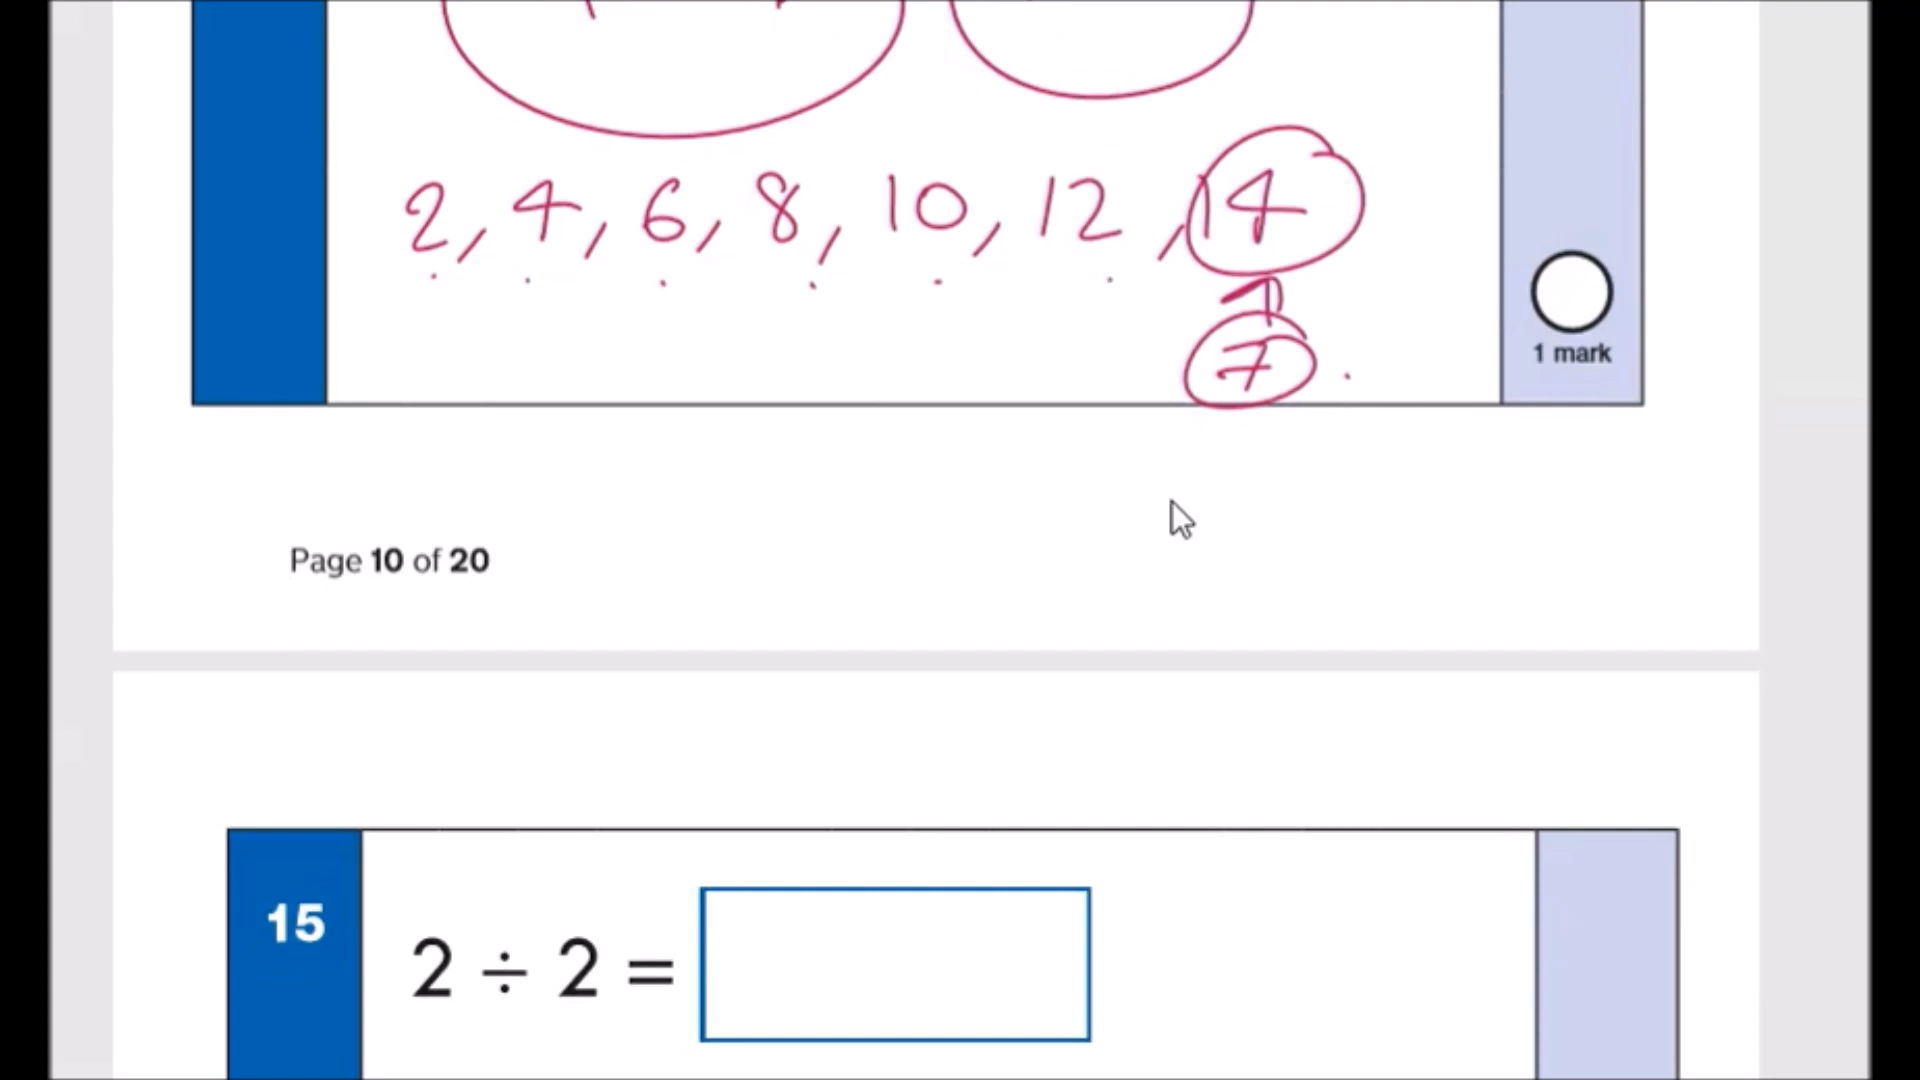 2, 4, 6, 8, 10, 12, 14
7
1 mark
Page 10 of 20
15
2 ÷ 2 =